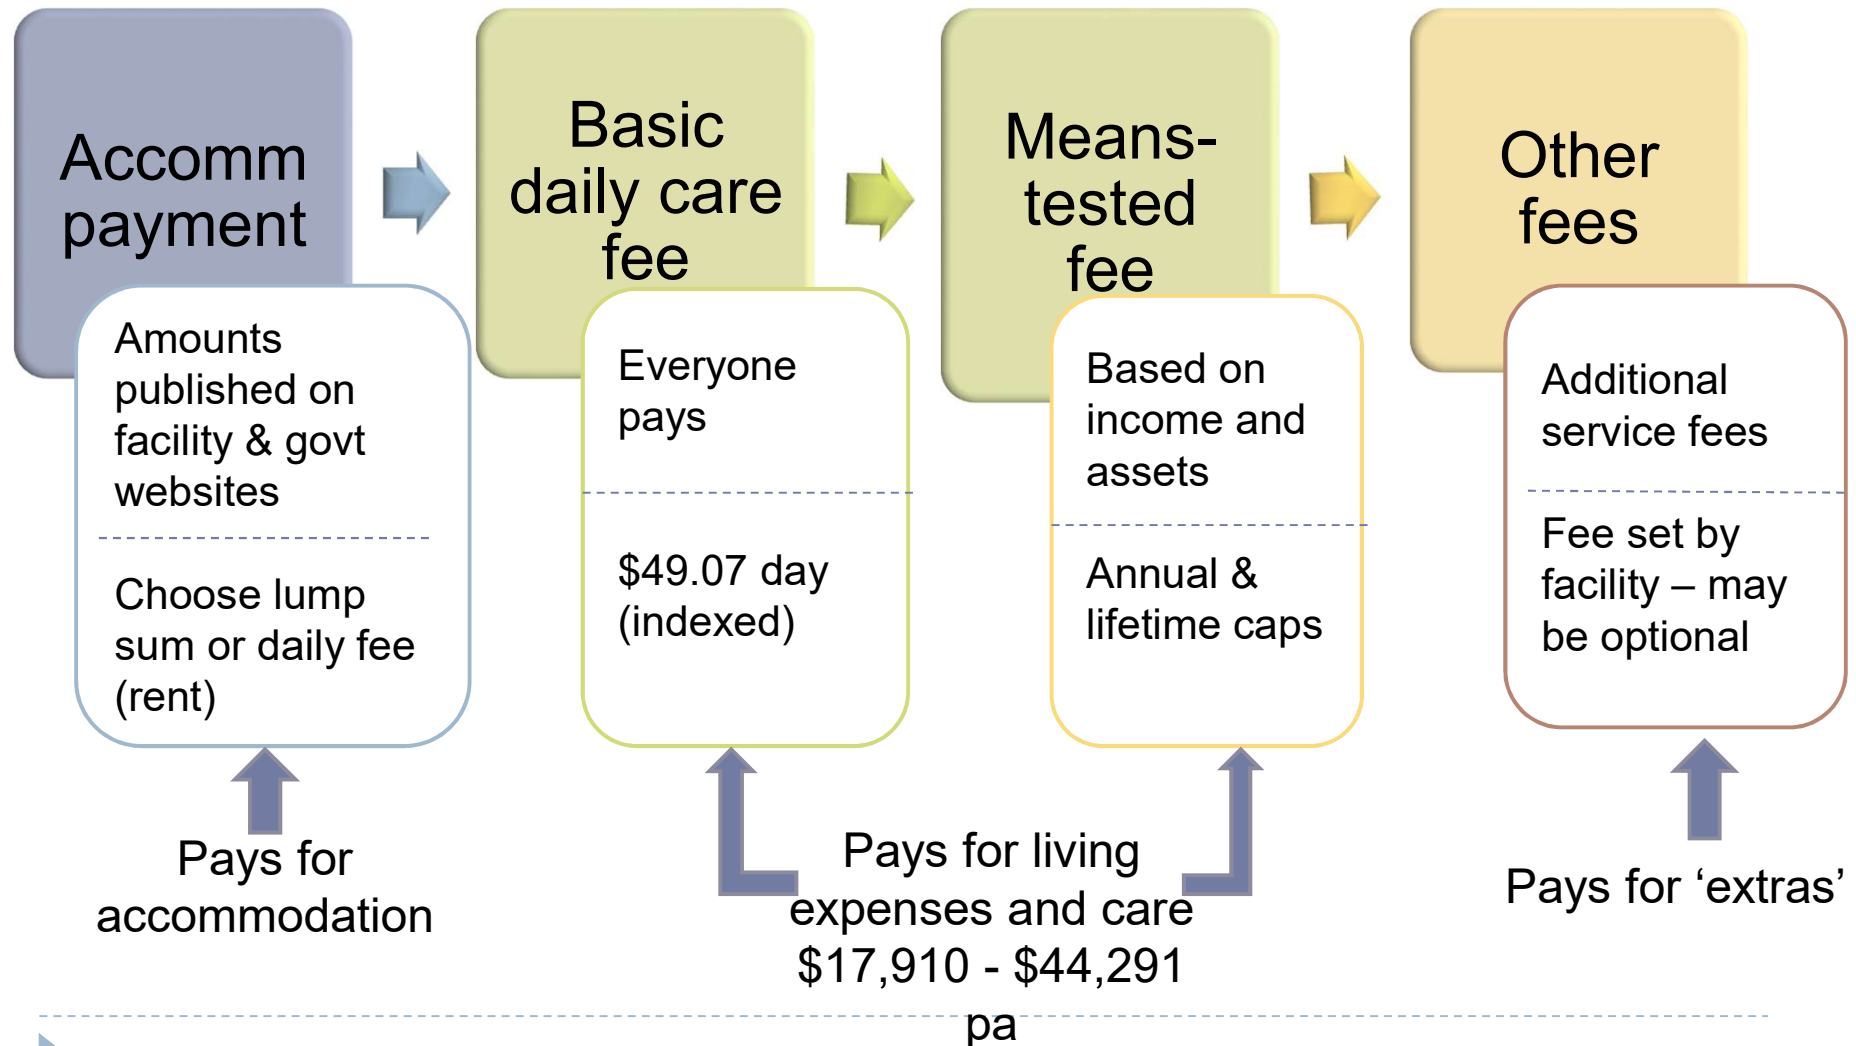 Accomm
payment
Basic
daily care
fee
Means-
tested
fee
Other
fees
Amounts
published on
facility & govt
websites
Choose lump
sum or daily fee
(rent)
Everyone
pays
$49.07 day
(indexed)
Based on
income and
assets
Annual &
lifetime caps
Additional
service fees
Fee set by
facility – may
be optional
Pays for
accommodation
Pays for living
expenses and care
$17,910 - $44,291
pa
Pays for ‘extras’